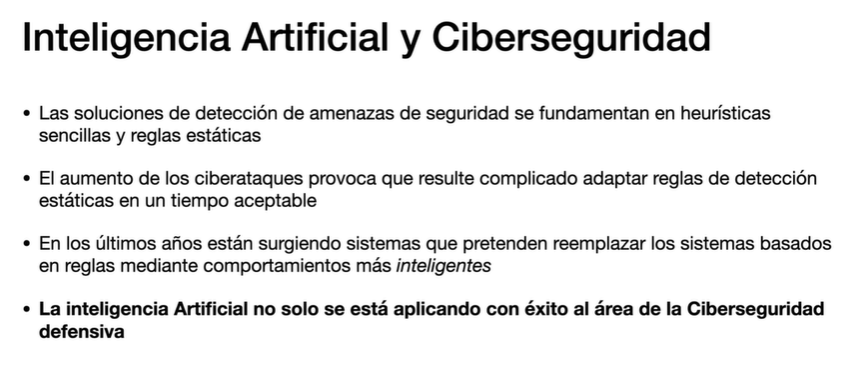 Inteligencia Artificial y Ciberseguridad
• Las soluciones de detección de amenazas de seguridad se fundamentan en heurísticas
sencillas y reglas estáticas
• El aumento de los ciberataques provoca que resulte complicado adaptar reglas de detección
estáticas en un tiempo aceptable
• En los últimos años están surgiendo sistemas que pretenden reemplazar los sistemas basados
en reglas mediante comportamientos más inteligentes
• La inteligencia Artificial no solo se está aplicando con éxito al área de la Ciberseguridad
defensiva